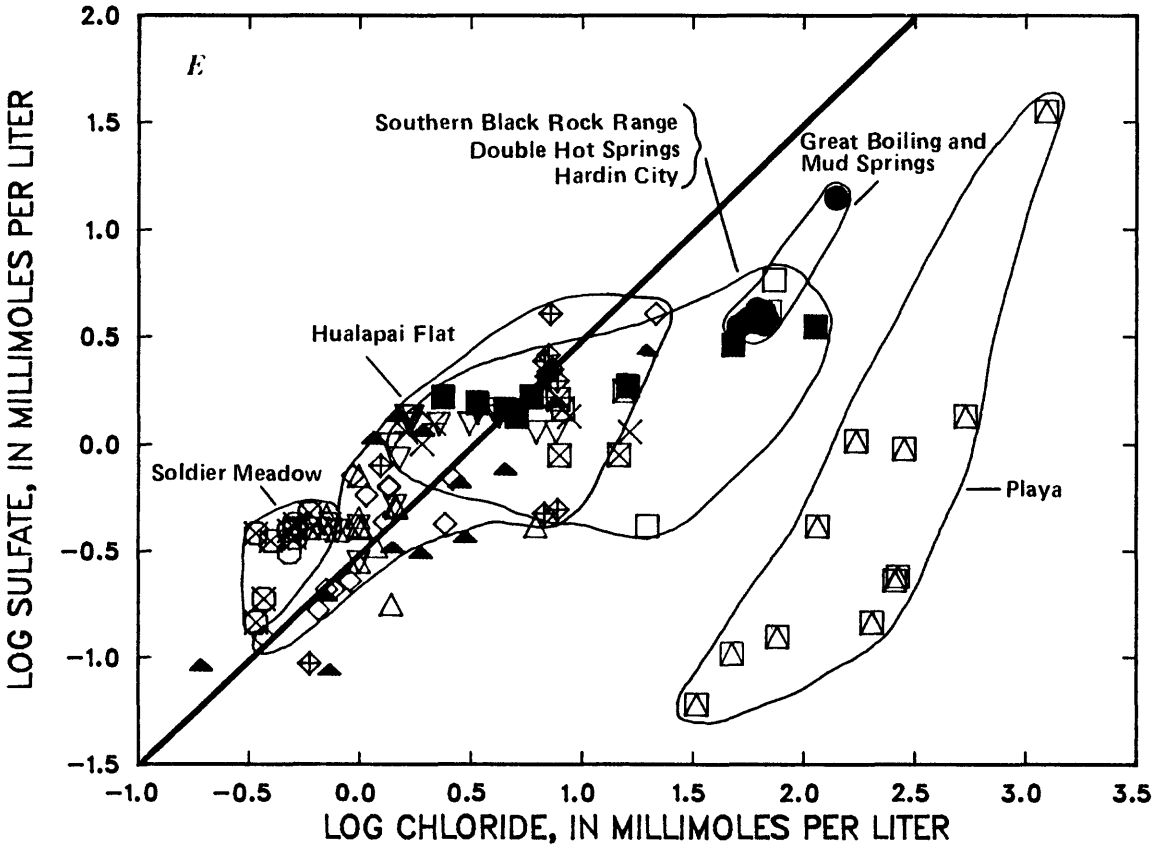 2.0
1.5
1.0
0.5
0.0
−0.5
−1.0
−1.5
LOG SULFATE, IN MILLIMOLES PER LITER
E
Southern Black Rock Range
Double Hot Springs
Hardin City
Great Boiling and
Mud Springs
Hualapai Flat
Soldier Meadow
Playa
−1.0 −0.5 0.0 0.5 1.0 1.5 2.0 2.5 3.0 3.5
LOG CHLORIDE, IN MILLIMOLES PER LITER